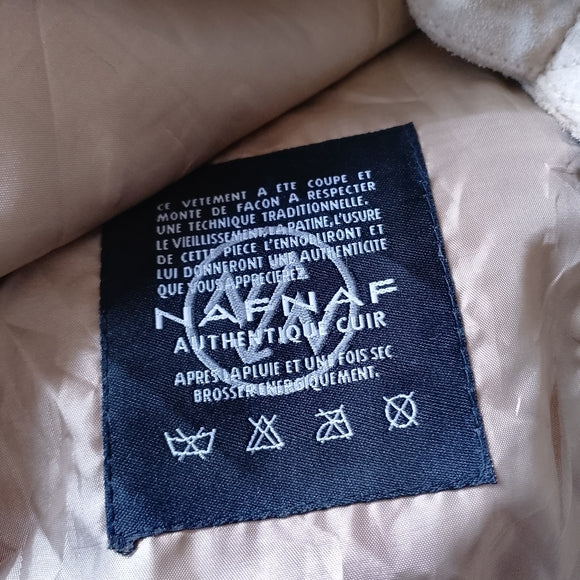 CE VETEMENT A ETE COUPE ET
MONTE DE FACON A RESPECTER
UNE TECHNIQUE TRADITIONNELLE.
LE VIEILLISSEMENT, LA PATINE, L'USURE
DE CETTE PIECE L'ENNOBLIRONT ET
LUI DONNERONT UNE AUTHENTICITE
QUE VOUS APPRECIEREZ.
NAFNAF
AUTHENTIQUE CUIR
APRES LA PLUIE ET UNE FOIS SEC
BROSSER ENERGIQUEMENT.